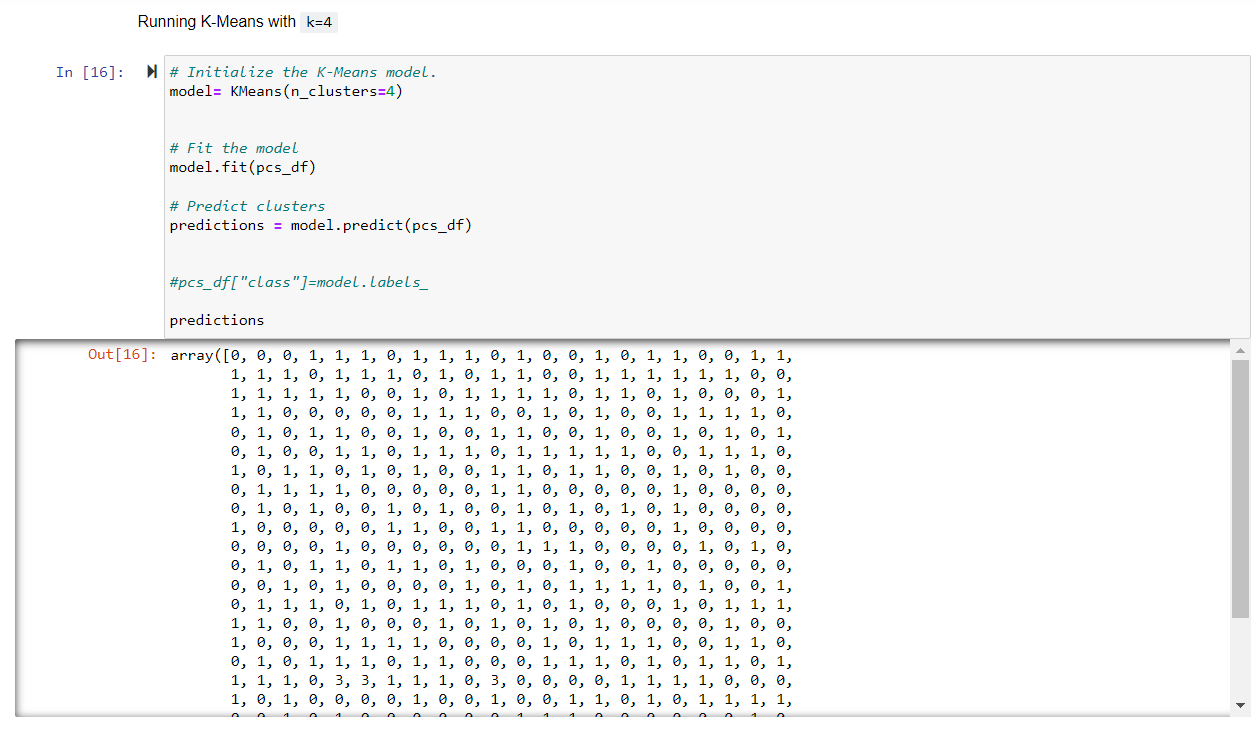 Running K-Means with k=4
In [16]:
# Initialize the K-Means model.
model= KMeans(n_clusters=4)
# Fit the model
model.fit(pcs_df)
# Predict clusters
predictions = model.predict(pcs_df)
#pcs_df["class"]=model.labels_
predictions
Out[16]:
array([0, 0, 0, 1, 1, 1, 0, 1, 1, 1, 0, 1, 0, 0, 1, 0, 1, 1, 0, 0, 1, 1,
1, 1, 1, 0, 1, 1, 1, 0, 1, 0, 1, 1, 0, 0, 1, 1, 1, 1, 1, 1, 0, 0,
1, 1, 1, 1, 1, 0, 0, 1, 0, 1, 1, 1, 1, 0, 1, 1, 0, 1, 0, 0, 0, 1,
1, 1, 0, 0, 0, 0, 0, 1, 1, 1, 0, 0, 1, 0, 1, 0, 0, 1, 1, 1, 1, 0,
0, 1, 0, 1, 1, 0, 0, 1, 0, 0, 1, 1, 0, 0, 1, 0, 0, 1, 0, 1, 0, 1,
0, 1, 0, 0, 1, 1, 0, 1, 1, 1, 0, 1, 1, 1, 1, 1, 0, 0, 1, 1, 1, 0,
1, 0, 1, 1, 0, 1, 0, 1, 0, 0, 1, 1, 0, 1, 1, 0, 0, 1, 0, 1, 0, 0,
0, 1, 1, 1, 1, 0, 0, 0, 0, 0, 1, 1, 0, 0, 0, 0, 0, 1, 0, 0, 0, 0,
0, 1, 0, 1, 0, 0, 1, 0, 1, 0, 0, 1, 0, 1, 0, 1, 0, 1, 0, 0, 0, 0,
1, 0, 0, 0, 0, 0, 1, 1, 0, 0, 1, 1, 0, 0, 0, 0, 0, 1, 0, 0, 0, 0,
0, 0, 0, 0, 1, 0, 0, 0, 0, 0, 0, 1, 1, 1, 0, 0, 0, 0, 1, 0, 1, 0,
0, 1, 0, 1, 1, 0, 1, 1, 0, 1, 0, 0, 0, 1, 0, 0, 1, 0, 0, 0, 0, 0,
0, 0, 1, 0, 1, 0, 0, 0, 0, 1, 0, 1, 0, 1, 1, 1, 1, 0, 1, 0, 0, 1,
0, 1, 1, 1, 0, 1, 0, 1, 1, 1, 0, 1, 0, 1, 0, 0, 0, 1, 0, 1, 1, 1,
1, 1, 0, 0, 1, 0, 0, 0, 1, 0, 1, 0, 1, 0, 1, 0, 0, 0, 0, 1, 0, 0,
1, 0, 0, 0, 1, 1, 1, 1, 0, 0, 0, 0, 1, 0, 1, 1, 1, 0, 0, 1, 1, 0,
0, 1, 0, 1, 1, 1, 0, 1, 1, 0, 0, 0, 1, 1, 1, 0, 1, 0, 1, 1, 0, 1,
1, 1, 1, 0, 3, 3, 1, 1, 1, 0, 3, 0, 0, 0, 0, 1, 1, 1, 1, 0, 0, 0,
1, 0, 1, 0, 0, 0, 0, 1, 0, 0, 1, 0, 0, 1, 1, 0, 1, 0, 1, 1, 1, 1,